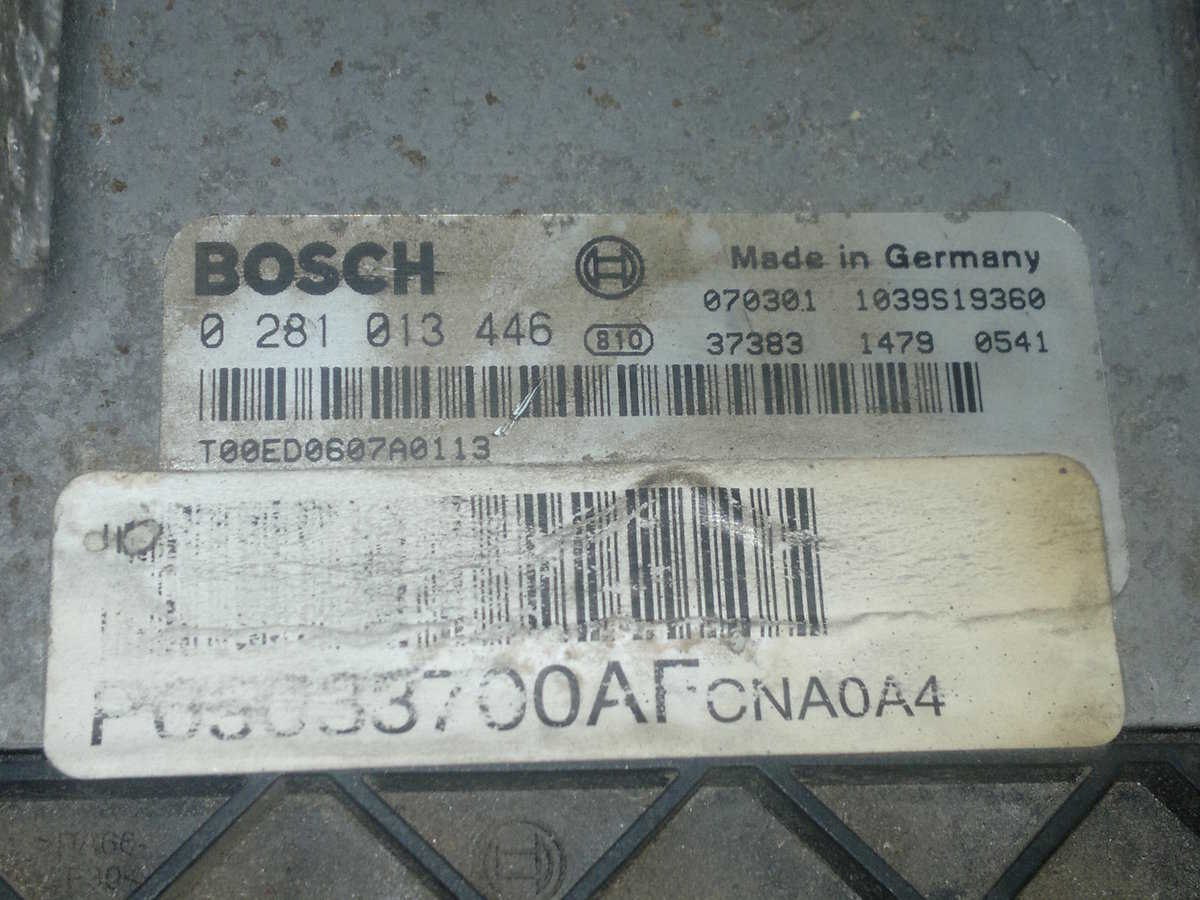 BOSCH
Made in Germany
070301 1039S19360
0 281 013 446 810
37383 1479 0541
T00ED0607A0113
CNA0A4